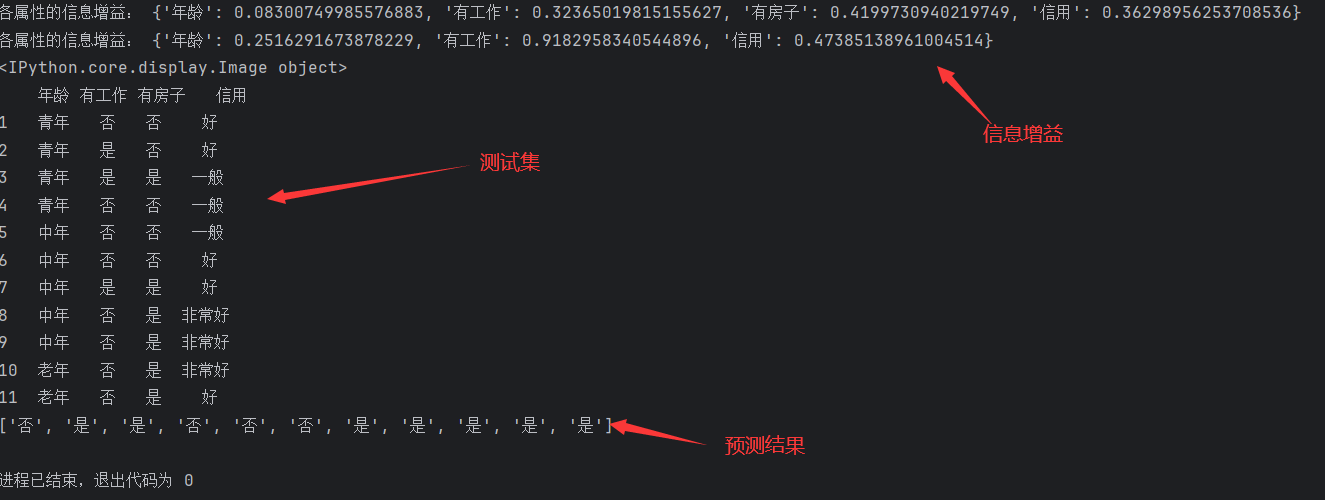 各属性的信息增益： {'年龄': 0.08300749985576883, '有工作': 0.32365019815155627, '有房子': 0.4199730940219749, '信用': 0.36298956253708536}
各属性的信息增益： {'年龄': 0.2516291673878229, '有工作': 0.9182958340544896, '信用': 0.47385138961004514}
<IPython.core.display.Image object>
年龄 有工作 有房子 信用
信息增益
1 青年 否 否 好
2 青年 是 否 好
测试集
3 青年 是 是 一般
4 青年 否 否 一般
5 中年 否 否 一般
6 中年 否 否 好
7 中年 是 是 好
8 中年 否 是 非常好
9 中年 否 是 非常好
10 老年 否 是 非常好
11 老年 否 是 好
['否', '是', '是', '否', '否', '否', '是', '是', '是', '是', '是']
预测结果
进程已结束，退出代码为 0